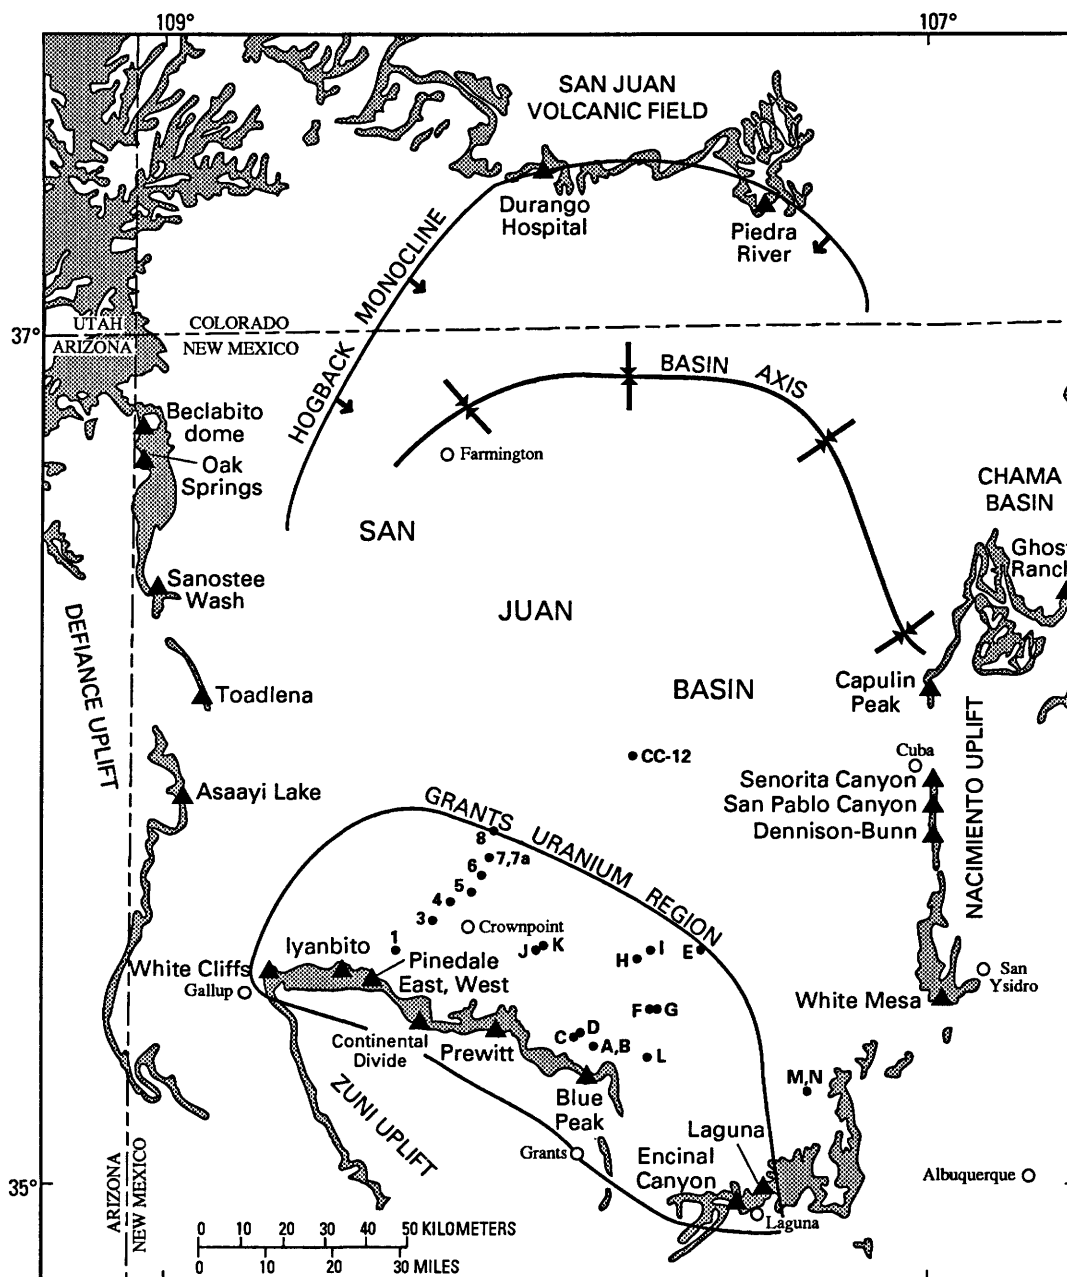 109°
107°
SAN JUAN
VOLCANIC FIELD
Durango
Hospital
Piedra
River
HOGBACK MONOCLINE
37°
UTAH
COLORADO
ARIZONA
NEW MEXICO
BASIN AXIS
Beclabito
dome
Oak
Springs
Farmington
CHAMA
BASIN
SAN
Ghost
Ranch
Sanostee
Wash
JUAN
DEFIANCE UPLIFT
Toadlena
BASIN
Capulin
Peak
NACIMIENTO UPLIFT
Cuba
CC-12
Senorita Canyon
San Pablo Canyon
Dennison-Bunn
Asaayi Lake
GRANTS URANIUM REGION
8
7,7a
6
5
4
3
Crownpoint
1
J
K
H
I
E
Iyanbito
White Cliffs
Pinedale
East, West
Gallup
San
Ysidro
White Mesa
F
G
Continental
Divide
Prewitt
C
D
A,B
L
M,N
Blue
Peak
ZUNI UPLIFT
Laguna
Grants
Encinal
Canyon
Albuquerque
Laguna
35°
ARIZONA
NEW MEXICO
0 10 20 30 40 50 KILOMETERS
0 10 20 30 MILES